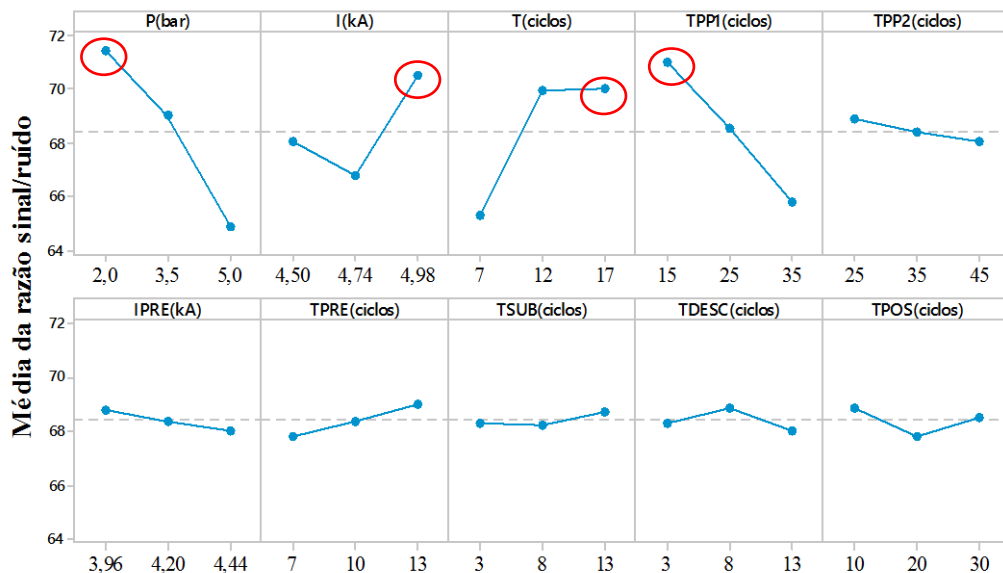 P(bar) I(kA) T(ciclos) TPP1(ciclos) TPP2(ciclos)
72
70
68
66
64
2,0 3,5 5,0 4,50 4,74 4,98 7 12 17 15 25 35 25 35 45
IPRE(kA) TPRE(ciclos) TSUB(ciclos) TDESC(ciclos) TPOS(ciclos)
72
70
68
66
64
3,96 4,20 4,44 7 10 13 3 8 13 3 8 13 10 20 30
Média da razão sinal/ruído